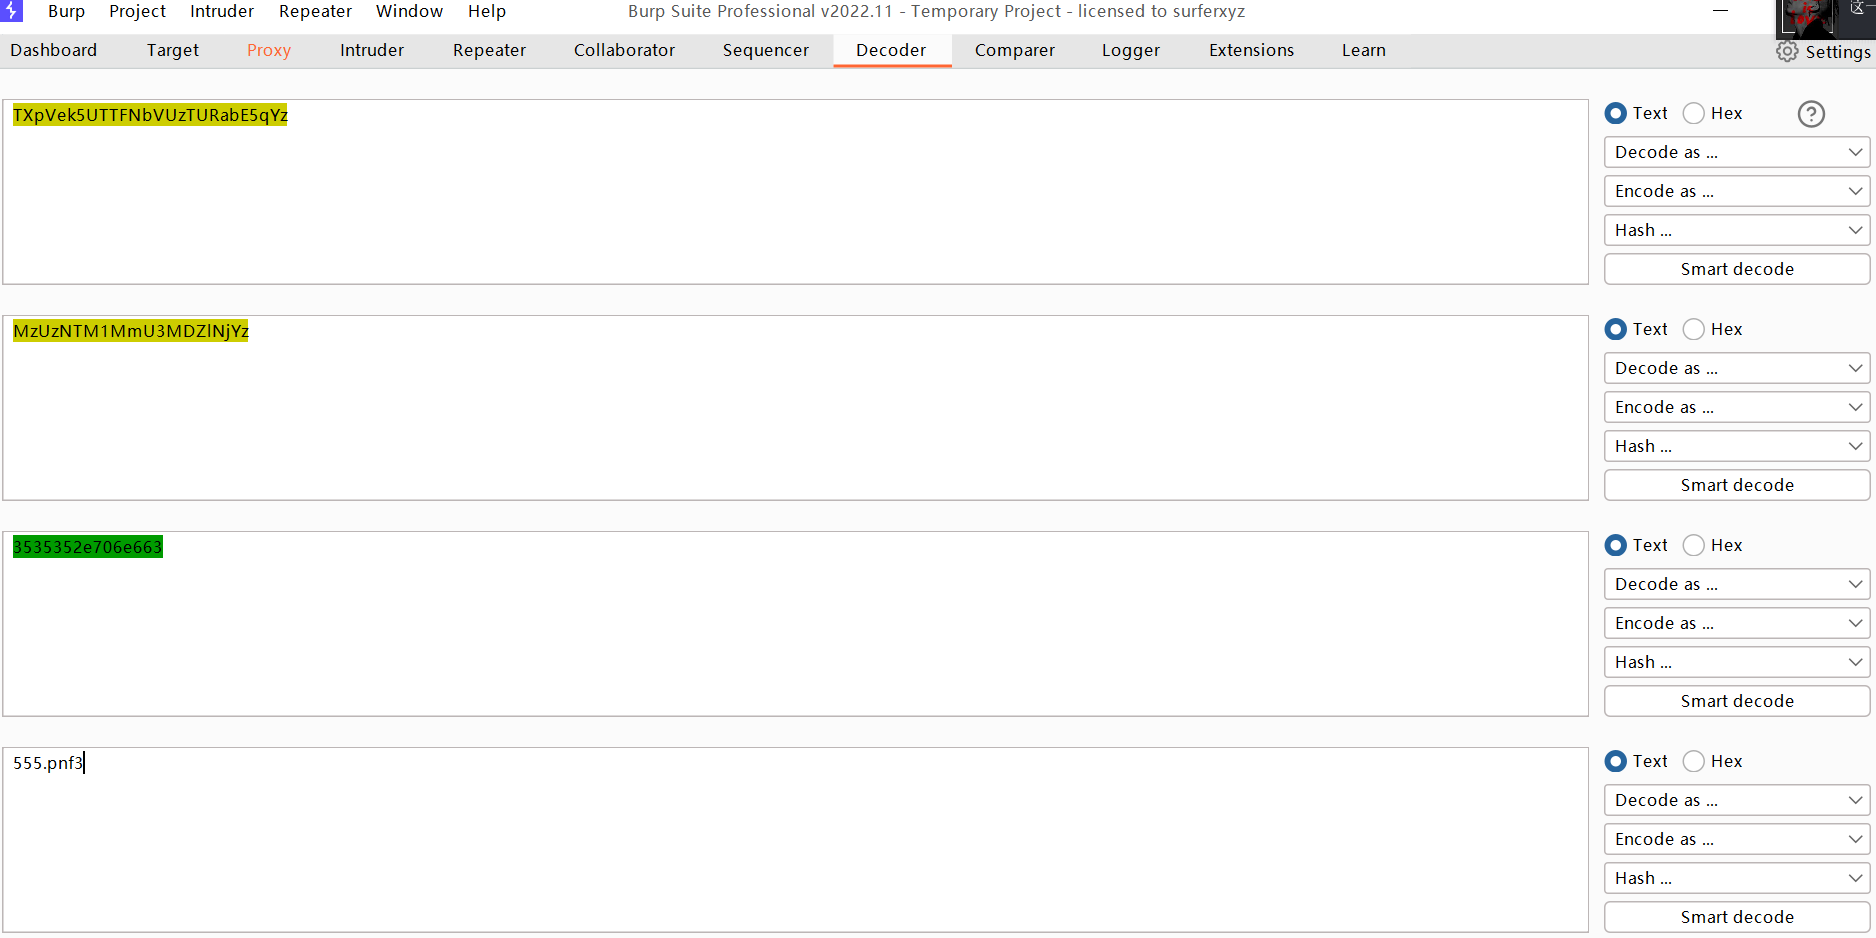 Burp Project Intruder Repeater Window Help Burp Suite Professional v2022.11 - Temporary Project - licensed to surferxyz
这一
Dashboard Target Proxy Intruder Repeater Collaborator Sequencer Decoder Comparer Logger Extensions Learn Settings
TXpVek5UTTFNbVUzTURabE5qYz
Text Hex ?
Decode as ...
Encode as ...
Hash ...
Smart decode
MzUzNTM1MmU3MDZlNjYz
Text Hex
Decode as ...
Encode as ...
Hash ...
Smart decode
3535352e706e663
Text Hex
Decode as ...
Encode as ...
Hash ...
Smart decode
555.pnf3
Text Hex
Decode as ...
Encode as ...
Hash ...
Smart decode